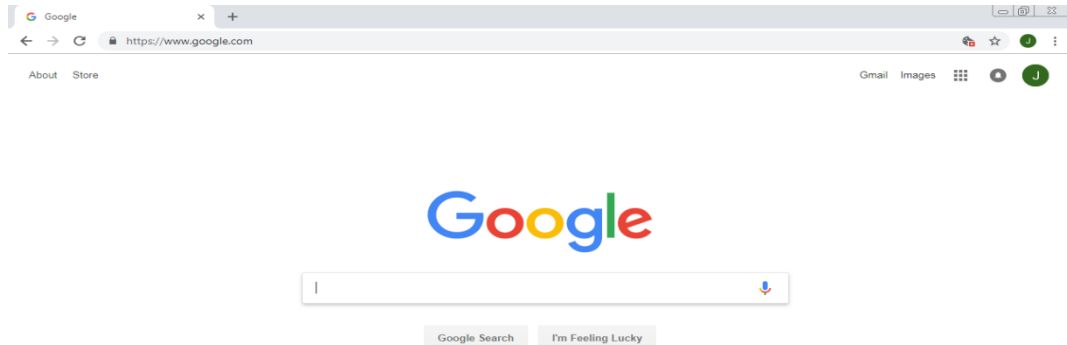 Google
https://www.google.com
J
About Store
Gmail Images
J
Google
Google Search I'm Feeling Lucky